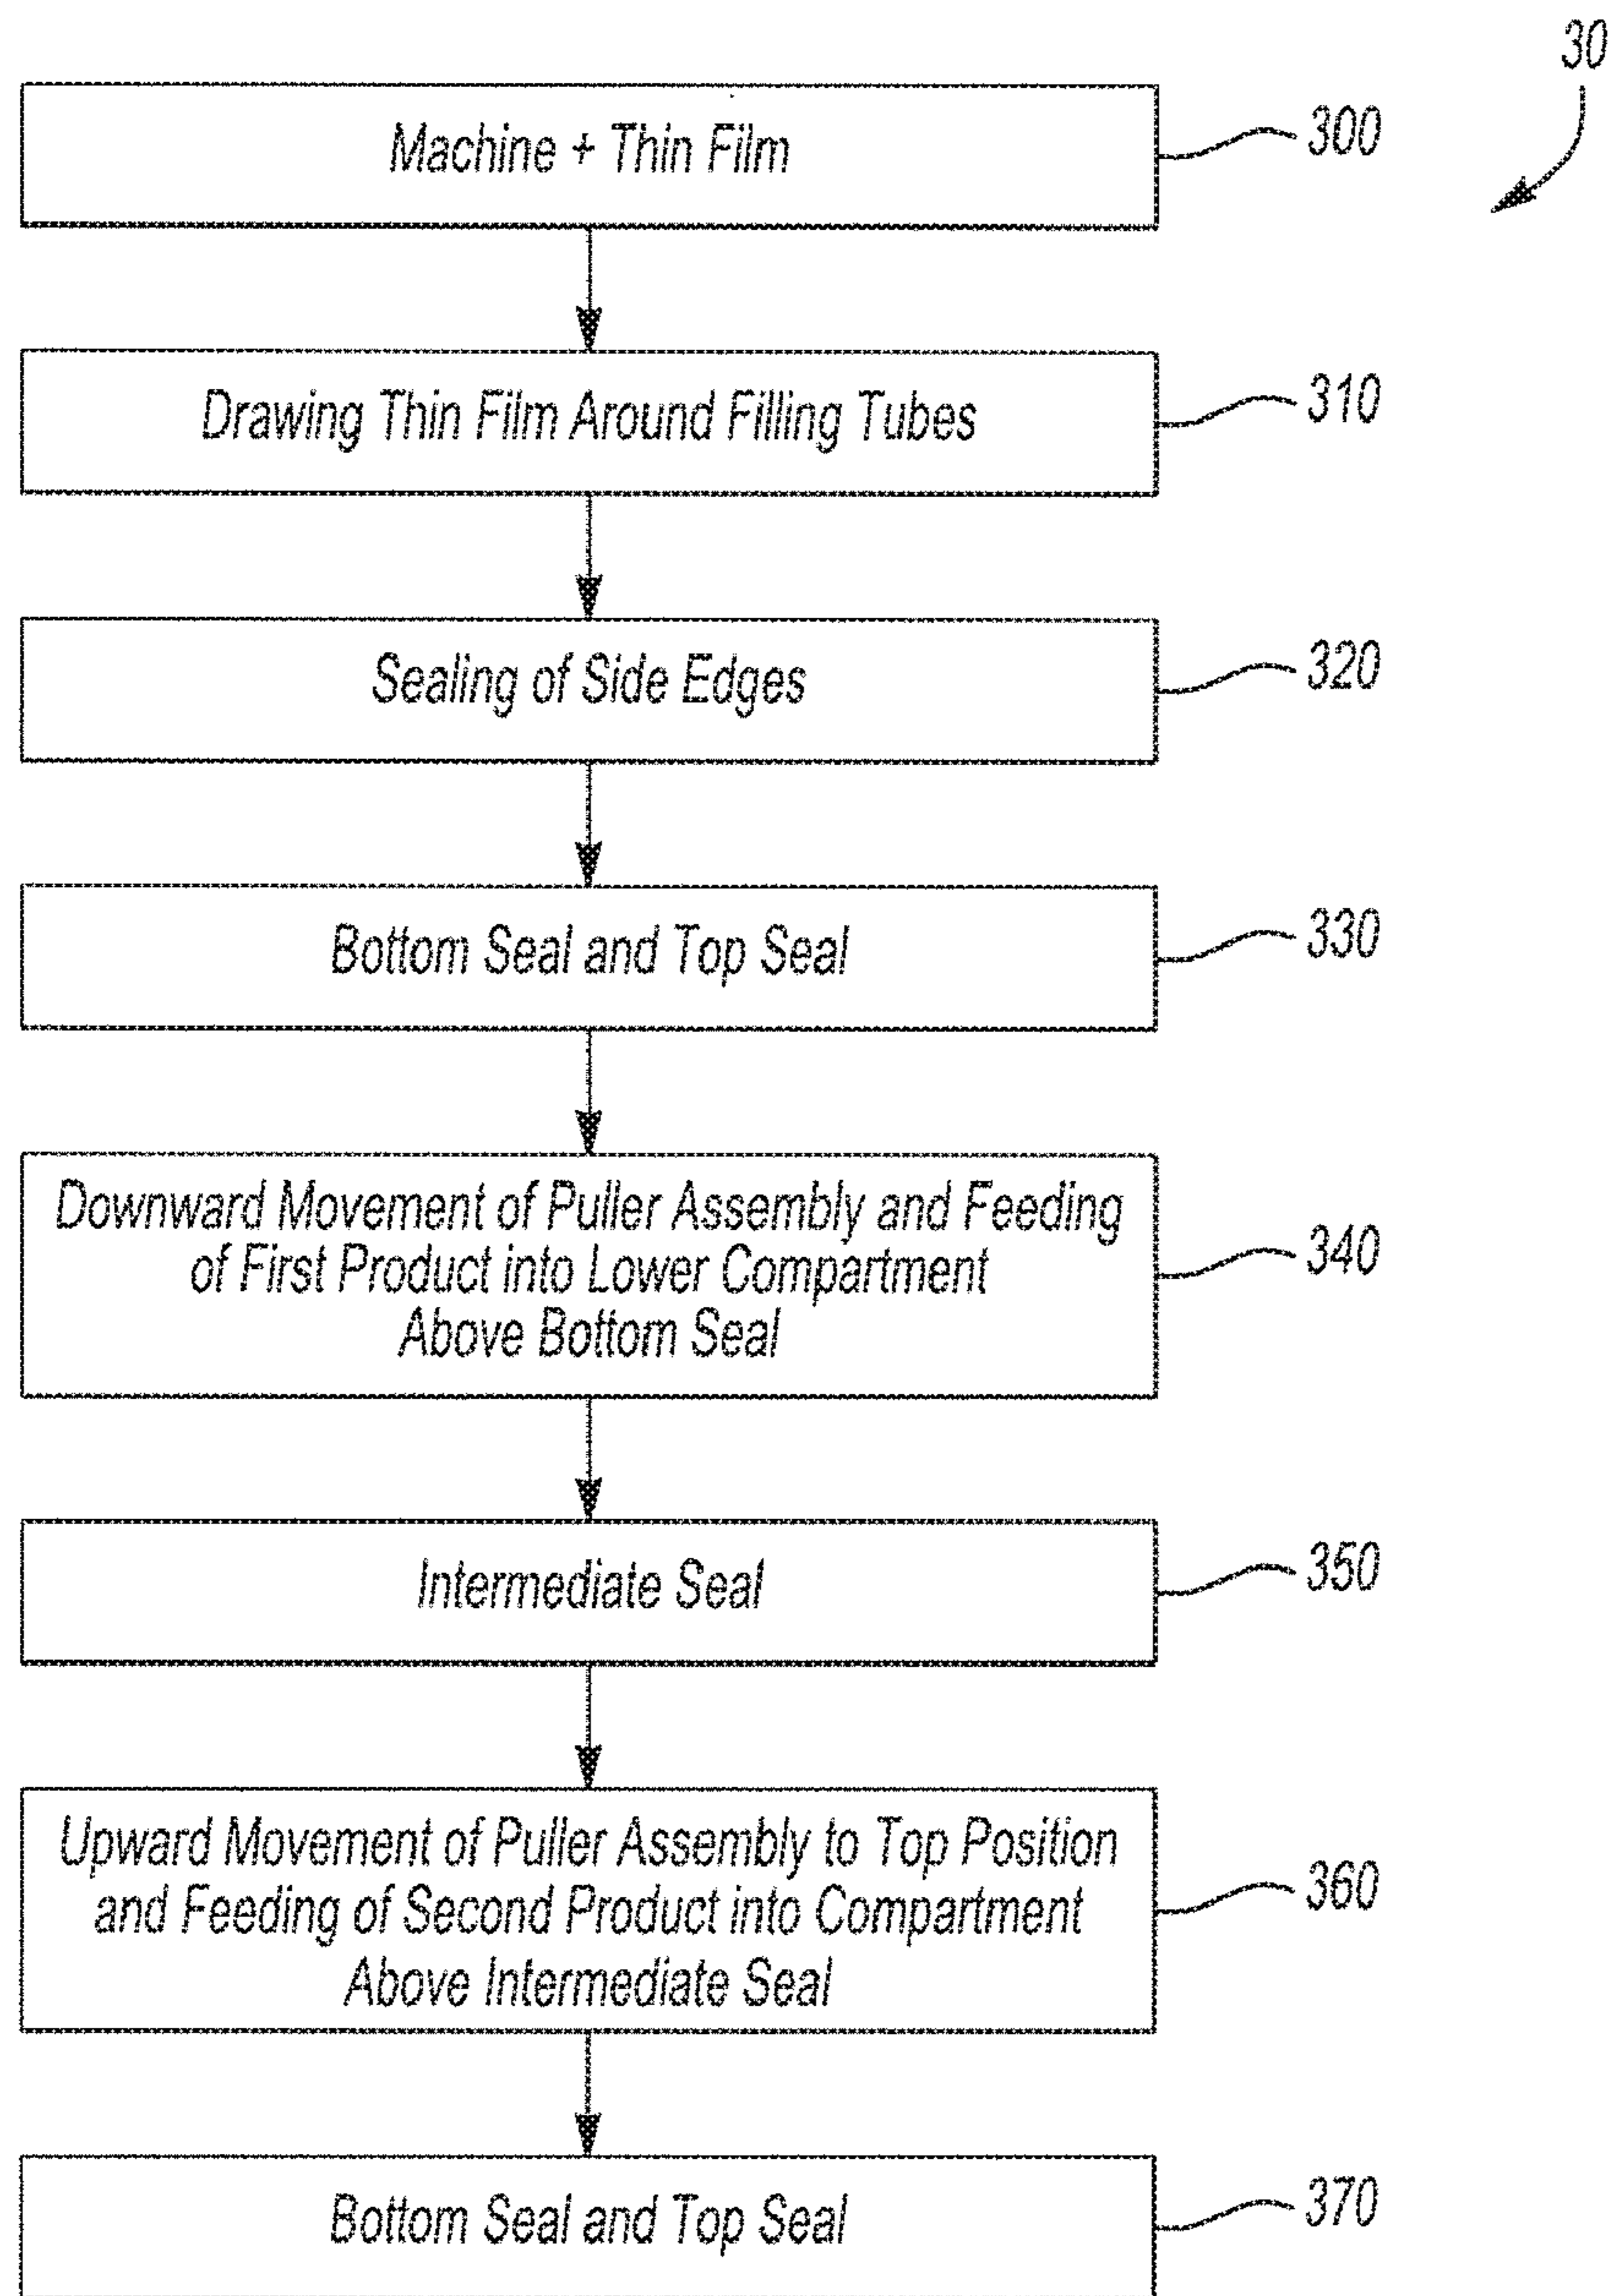 30
Machine + Thin Film
300
Drawing Thin Film Around Filling Tubes
310
Sealing of Side Edges
320
Bottom Seal and Top Seal
330
Downward Movement of Puller Assembly and Feeding
of First Product into Lower Compartment
Above Bottom Seal
340
Intermediate Seal
350
Upward Movement of Puller Assembly to Top Position
and Feeding of Second Product into Compartment
Above Intermediate Seal
360
Bottom Seal and Top Seal
370